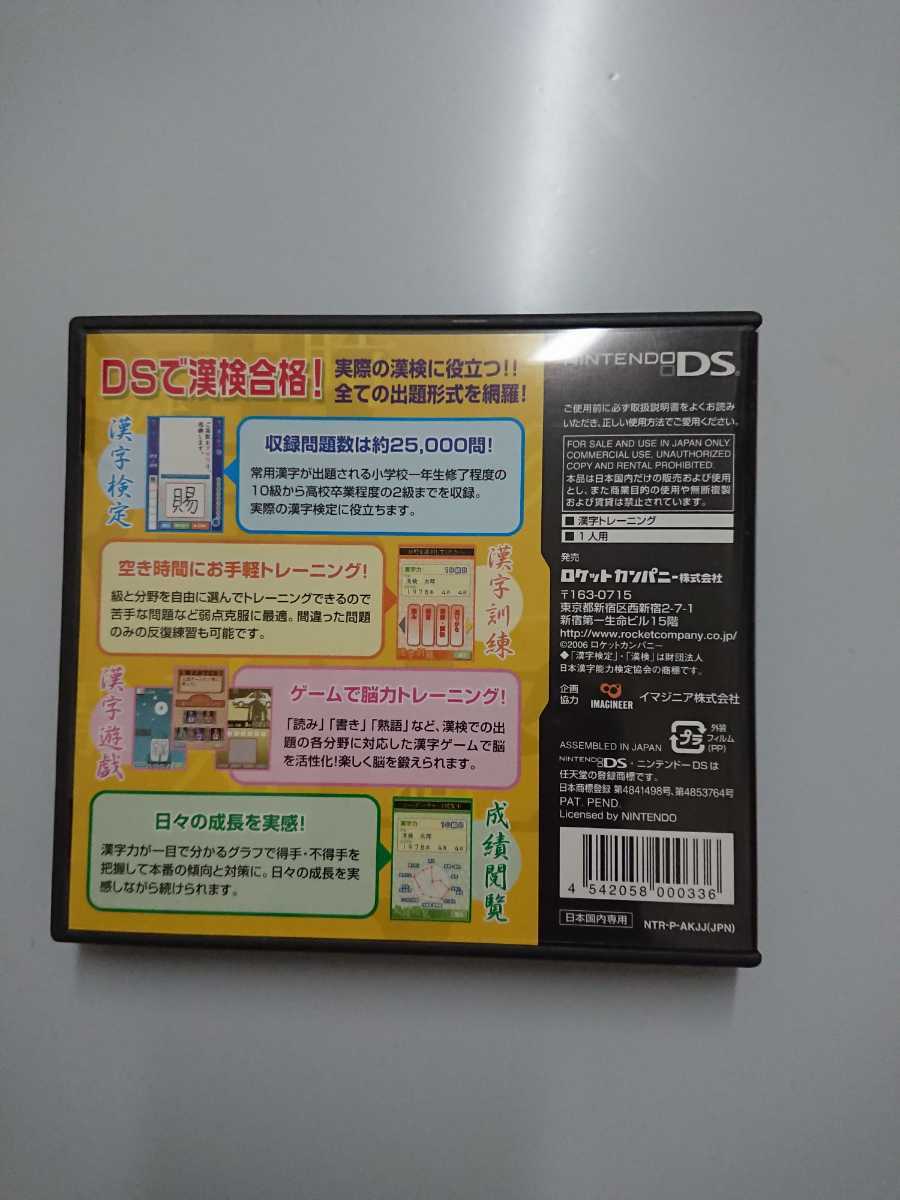 DSで漢検合格!
実際の漢検に役立つ!!
全ての出題形式を網羅!
漢字検定
賜
収録問題数は約25,000問!
常用漢字が出題される小学校一年生修了程度の
10級から高校卒業程度の2級までを収録。
実際の漢字検定に役立ちます。
空き時間にお手軽トレーニング!
級と分野を自由に選んでトレーニングできるので
苦手な問題など弱点克服に最適。間違った問題
のみの反復練習も可能です。
漢字訓練
漢字遊戯
ゲームで脳力トレーニング!
「読み」「書き」「熟語」など、漢検での出
題の各分野に対応した漢字ゲームで脳
を活性化!楽しく脳を鍛えられます。
日々の成長を実感!
漢字力が一目で分かるグラフで得手・不得手を
把握して本番の傾向と対策に。日々の成長を実
感しながら続けられます。
成績閲覧
NINTENDO DS
ご使用前に必ず取扱説明書をよくお読み
いただき、正しい使用方法でご愛用ください。
FOR SALE AND USE IN JAPAN ONLY
COMMERCIAL USE, UNAUTHORIZED
COPY AND RENTAL PROHIBITED.
本品は日本国内だけの販売および使用
とし、また商業目的の使用や無断複製
および賃貸は禁止されています。
■漢字トレーニング
■1人用
発売
ロケットカンパニー株式会社
〒163-0715
東京都新宿区西新宿2-7-1
新宿第一生命ビル15階
http://www.rocketcompany.co.jp/
©2006 ロケットカンパニー
◆「漢字検定」・「漢検」は財団法人
日本漢字能力検定協会の商標です。
企画
協力
IMAGINEER
イマジニア株式会社
プラ
外装
フィルム
(PP)
ASSEMBLED IN JAPAN
NINTENDO DS・ニンテンドーDSは
任天堂の登録商標です。
日本商標登録 第4841498号、第4853764号
PAT. PEND.
Licensed by NINTENDO
4 542058 000336
日本国内専用
NTR-P-AKJJ(JPN)